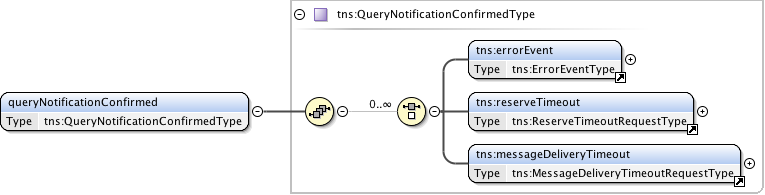 tns:QueryNotificationConfirmedType
tns:errorEvent
Type tns:ErrorEventType
queryNotificationConfirmed
Type tns:QueryNotificationConfirmedType
0..∞
tns:reserveTimeout
Type tns:ReserveTimeoutRequestType
tns:messageDeliveryTimeout
Type tns:MessageDeliveryTimeoutRequestType